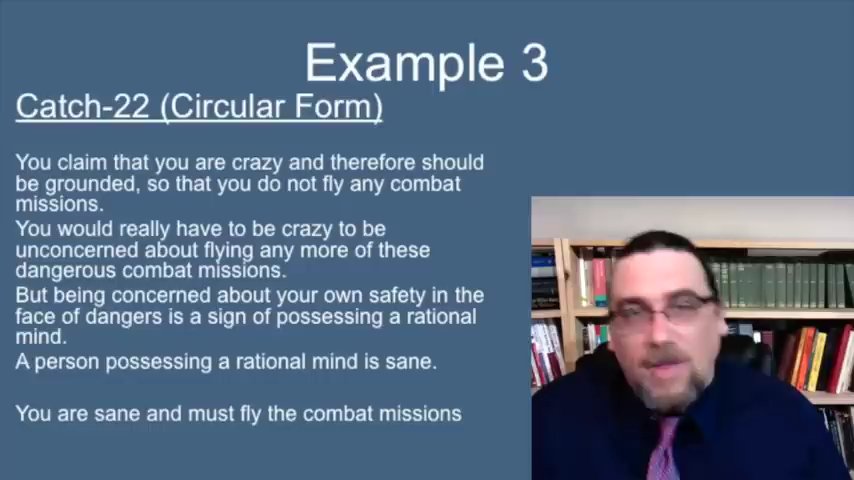 Example 3
Catch-22 (Circular Form)
You claim that you are crazy and therefore should
be grounded, so that you do not fly any combat
missions.
You would really have to be crazy to be
unconcerned about flying any more of these
dangerous combat missions.
But being concerned about your own safety in the
face of dangers is a sign of possessing a rational
mind.
A person possessing a rational mind is sane.
You are sane and must fly the combat missions